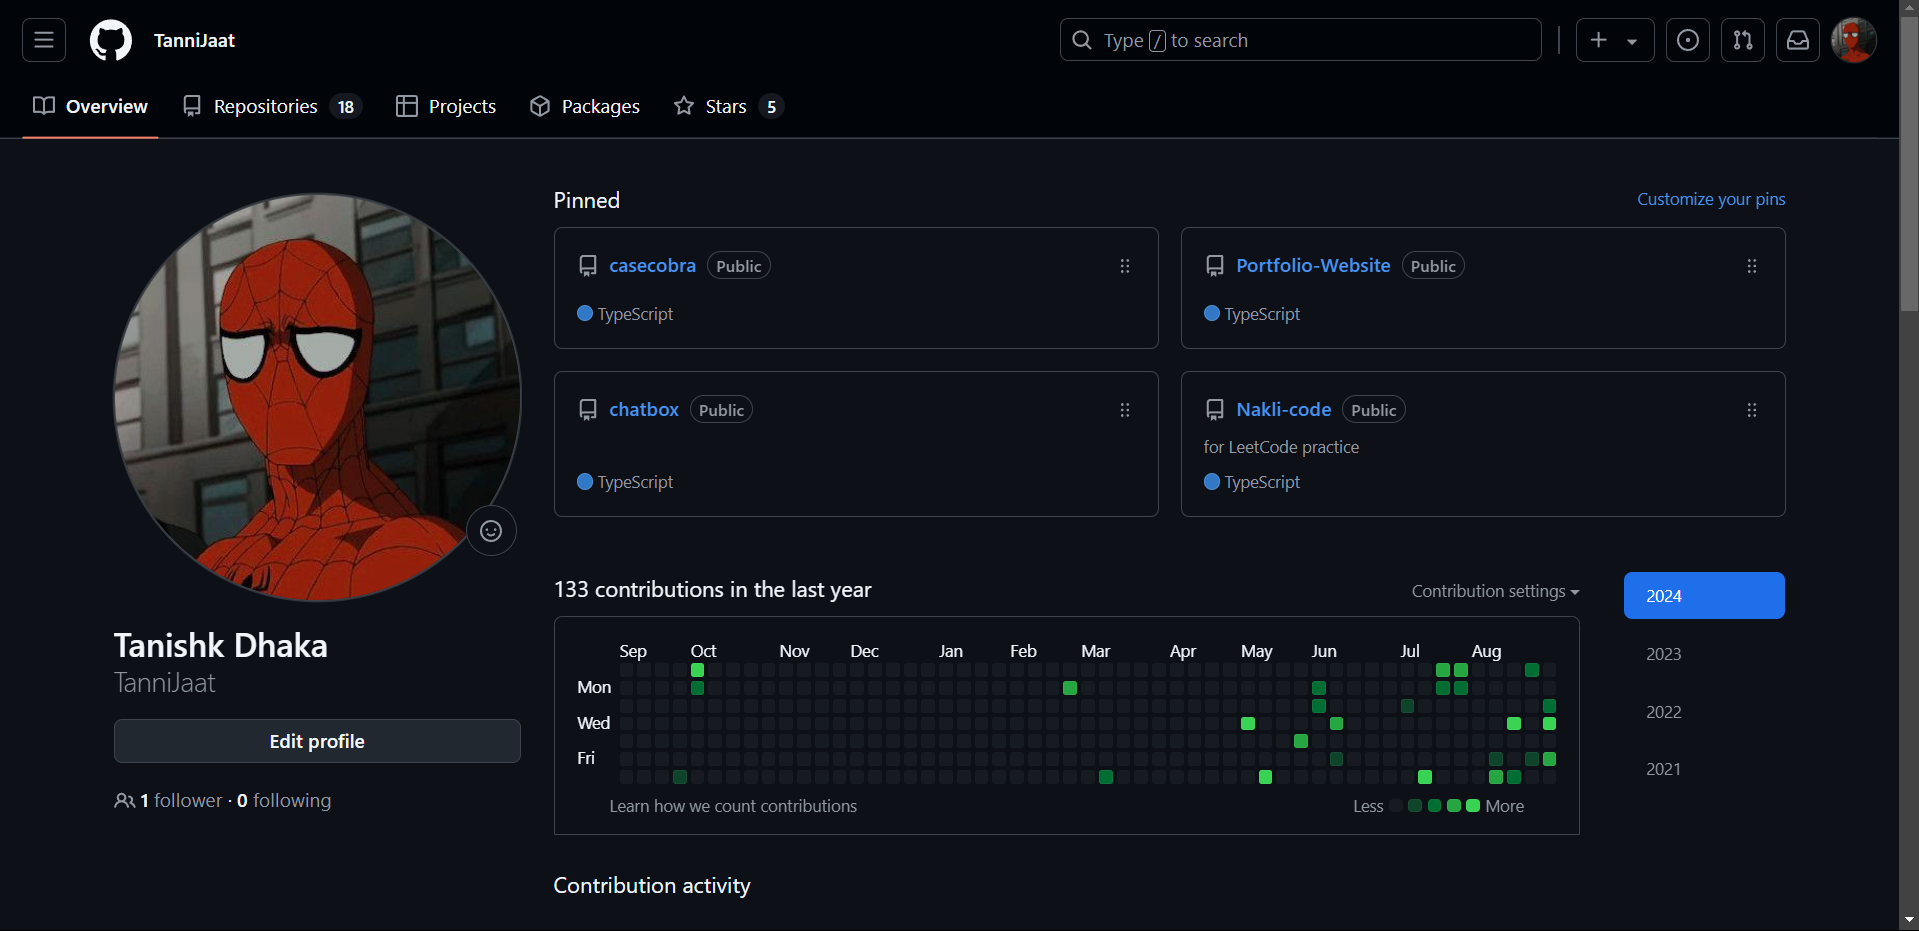 TanniJaat
Type / to search
Overview
Repositories 18
Projects
Packages
Stars 5
Pinned
Customize your pins
casecobra Public
TypeScript
Portfolio-Website Public
TypeScript
chatbox Public
TypeScript
Nakli-code Public
for LeetCode practice
TypeScript
Tanishk Dhaka
TanniJaat
Edit profile
1 follower · 0 following
133 contributions in the last year
Contribution settings
Sep Oct Nov Dec Jan Feb Mar Apr May Jun Jul Aug
Mon
Wed
Fri
Learn how we count contributions
Less More
2024
2023
2022
2021
Contribution activity